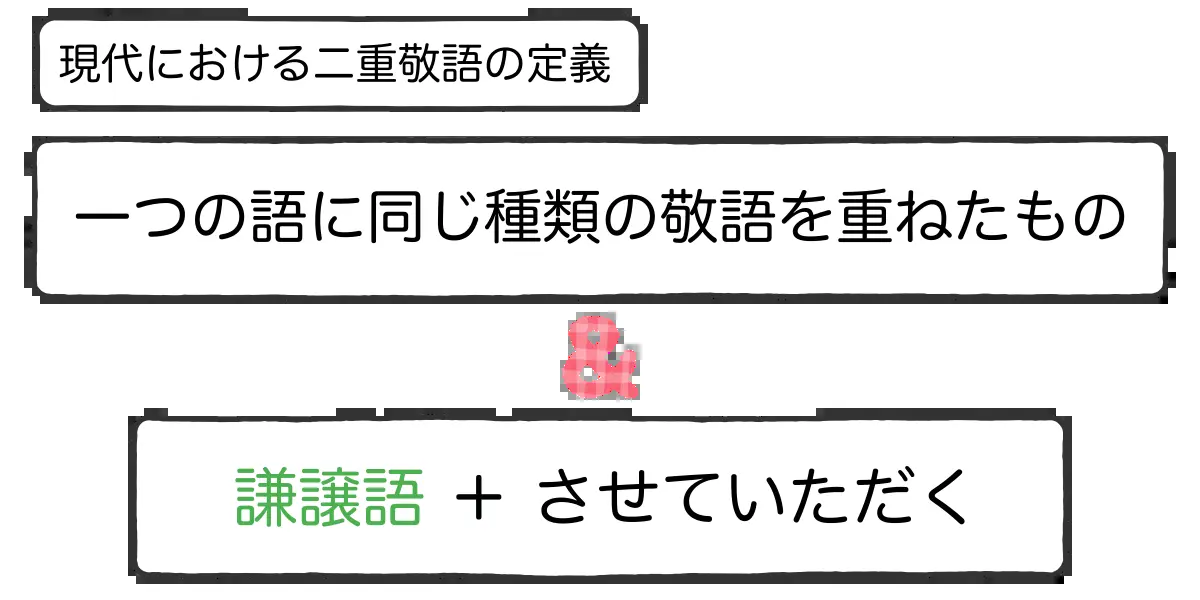 現代における二重敬語の定義
一つの語に同じ種類の敬語を重ねたもの
&
謙譲語 + させていただく